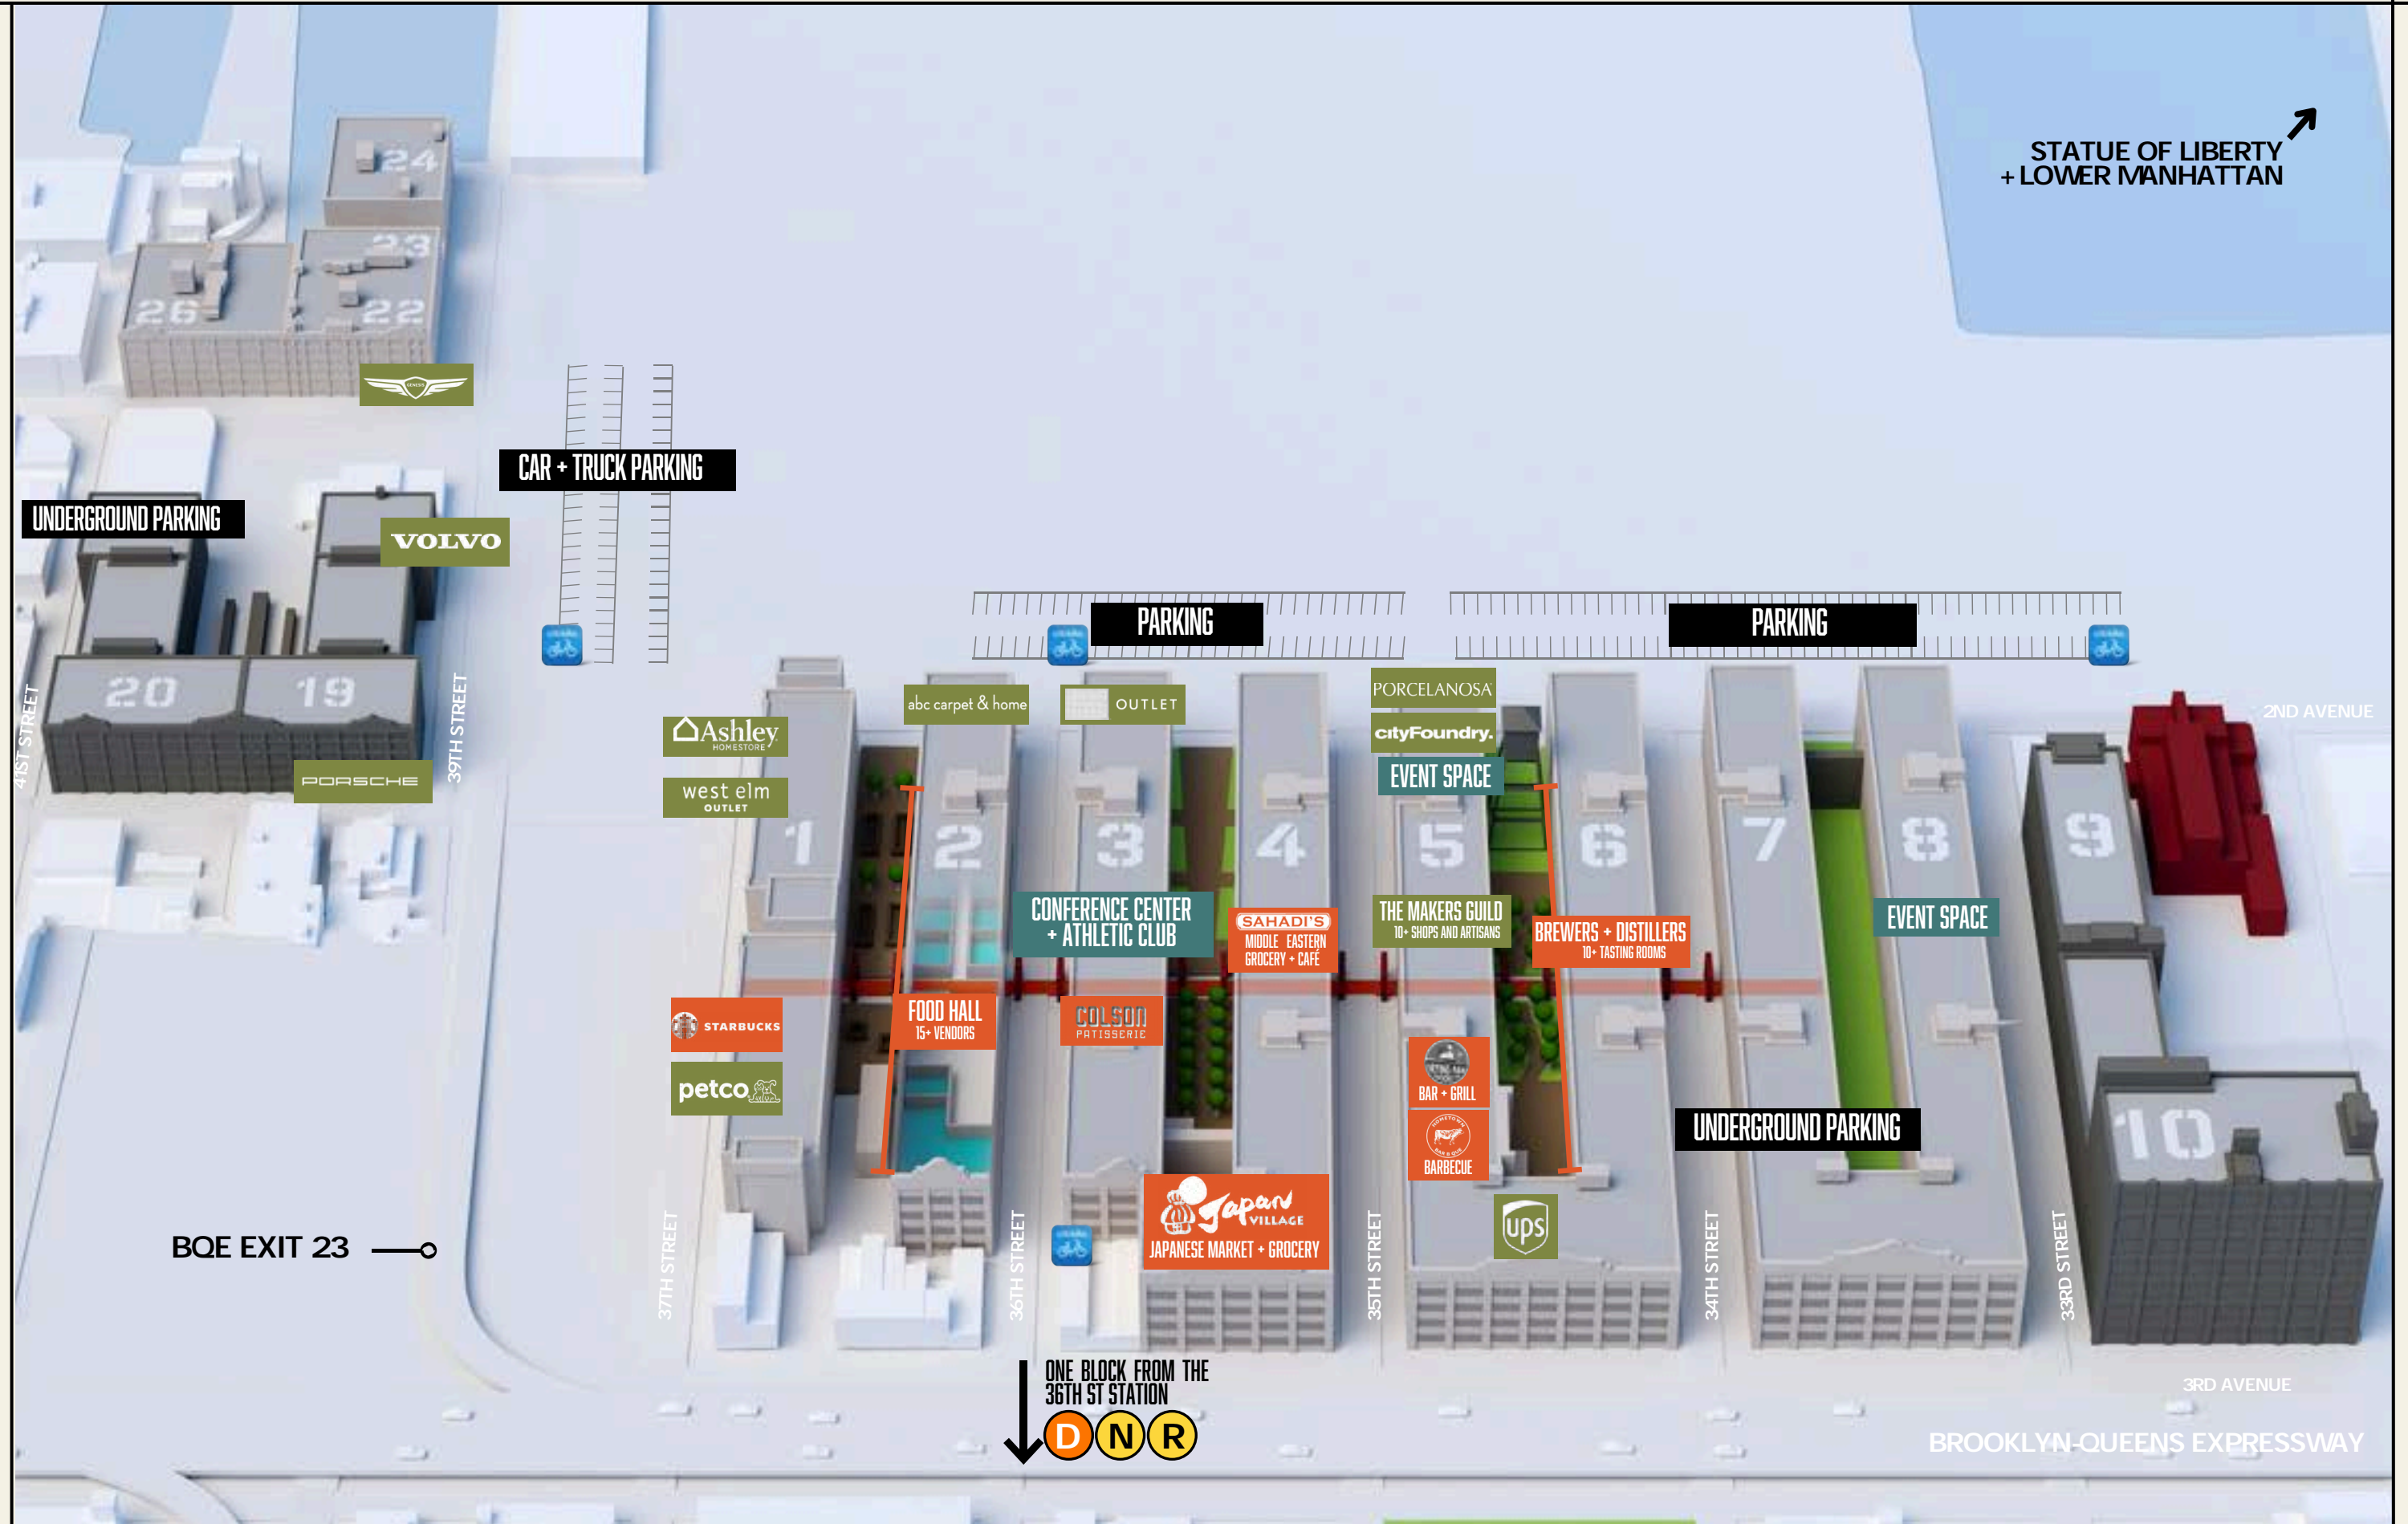 STATUE OF LIBERTY
+ LOWER MANHATTAN
24
23
26
22
GENESIS
CAR + TRUCK PARKING
UNDERGROUND PARKING
VOLVO
PARKING
PARKING
20
19
PORSCHE
41ST STREET
39TH STREET
2ND AVENUE
Ashley
HOMESTORE
west elm
OUTLET
abc carpet & home
OUTLET
PORCELANOSA
cityFoundry.
EVENT SPACE
1
2
3
4
5
6
7
8
9
CONFERENCE CENTER
+ ATHLETIC CLUB
SAHADI'S
MIDDLE EASTERN
GROCERY + CAFÉ
THE MAKERS GUILD
10+ SHOPS AND ARTISANS
BREWERS + DISTILLERS
10+ TASTING ROOMS
EVENT SPACE
STARBUCKS
FOOD HALL
15+ VENDORS
COLSON
PATISSERIE
petco
BAR + GRILL
HOMETOWN
BAR-B-QUE
BARBECUE
UNDERGROUND PARKING
10
Japan
VILLAGE
JAPANESE MARKET + GROCERY
ups
BQE EXIT 23
37TH STREET
36TH STREET
35TH STREET
34TH STREET
33RD STREET
ONE BLOCK FROM THE
36TH ST STATION
D N R
3RD AVENUE
BROOKLYN-QUEENS EXPRESSWAY